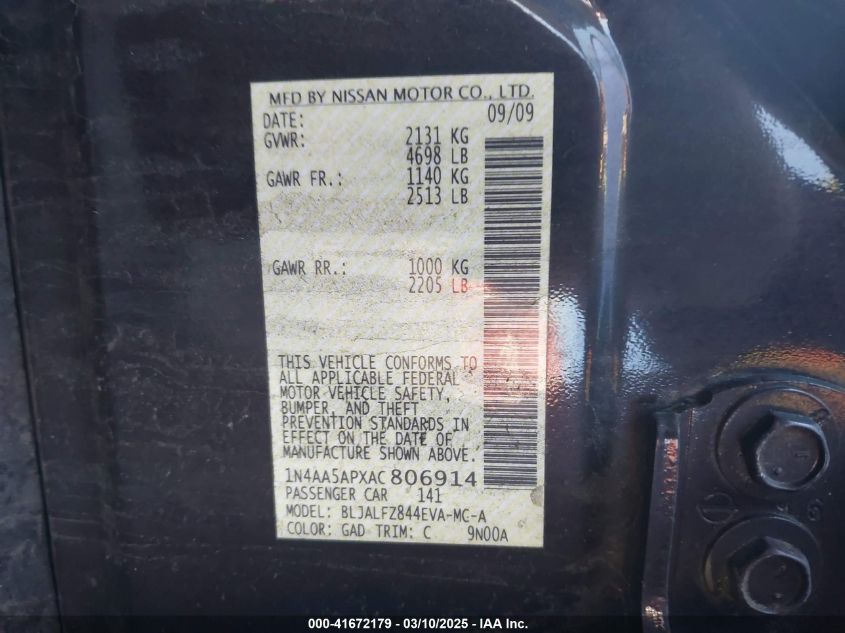 MFD BY NISSAN MOTOR CO., LTD.
DATE: 09/09
GVWR: 2131 KG
4698 LB
GAWR FR.: 1140 KG
2513 LB
GAWR RR.: 1000 KG
2205 LB
THIS VEHICLE CONFORMS TO
ALL APPLICABLE FEDERAL
MOTOR VEHICLE SAFETY,
BUMPER, AND THEFT
PREVENTION STANDARDS IN
EFFECT ON THE DATE OF
MANUFACTURE SHOWN ABOVE.
1N4AA5APXAC806914
PASSENGER CAR 141
MODEL: BLJALFZ844EVA-MC-A
COLOR: GAD TRIM: C 9N00A
000-41672179 / 03/10/2025 — IAA Inc.